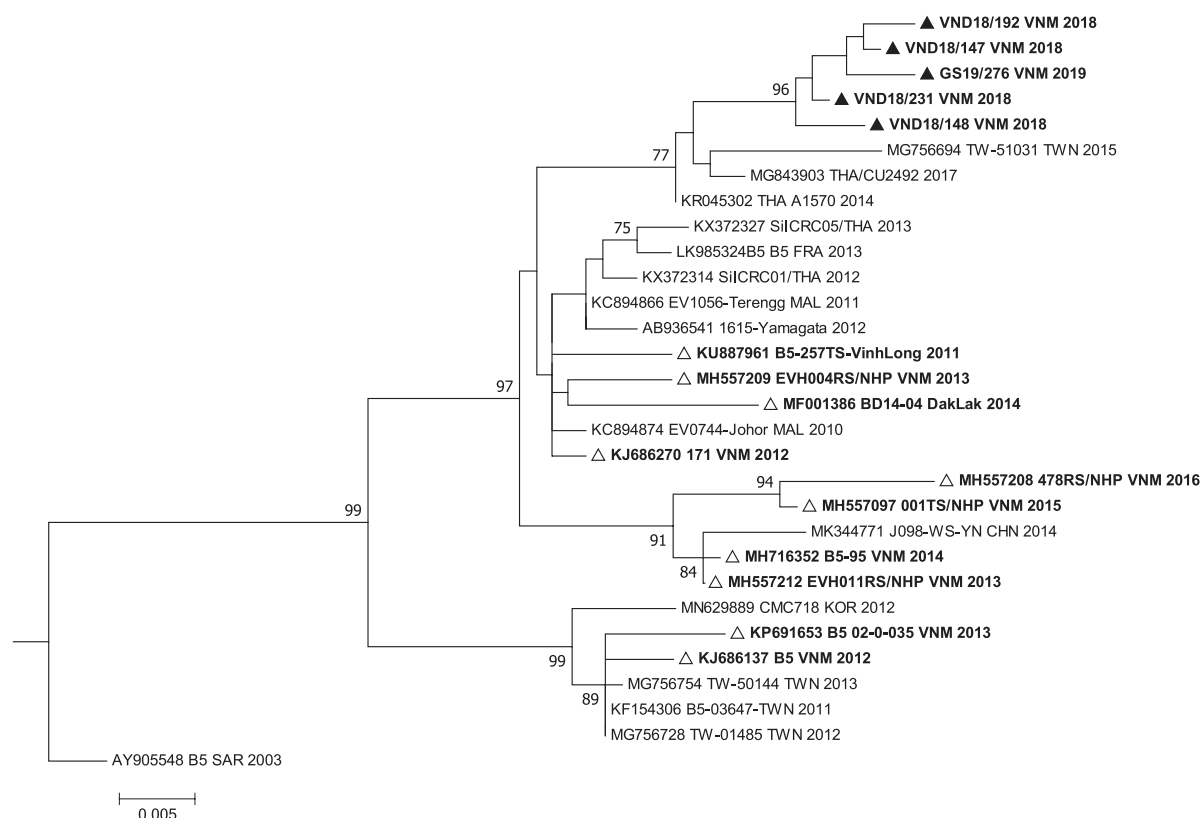 VND18/192 VNM 2018
VND18/147 VNM 2018
GS19/276 VNM 2019
96
VND18/231 VNM 2018
VND18/148 VNM 2018
MG756694 TW-51031 TWN 2015
77
MG843903 THA/CU2492 2017
KR045302 THA A1570 2014
75
KX372327 SiICRC05/THA 2013
LK985324B5 B5 FRA 2013
KX372314 SiICRC01/THA 2012
KC894866 EV1056-Terengg MAL 2011
AB936541 1615-Yamagata 2012
KU887961 B5-257TS-VinhLong 2011
97
MH557209 EVH004RS/NHP VNM 2013
MF001386 BD14-04 DakLak 2014
KC894874 EV0744-Johor MAL 2010
KJ686270 171 VNM 2012
94
MH557208 478RS/NHP VNM 2016
99
MH557097 001TS/NHP VNM 2015
91
MK344771 J098-WS-YN CHN 2014
MH716352 B5-95 VNM 2014
84
MH557212 EVH011RS/NHP VNM 2013
MN629889 CMC718 KOR 2012
KP691653 B5 02-0-035 VNM 2013
99
KJ686137 B5 VNM 2012
89
MG756754 TW-50144 TWN 2013
KF154306 B5-03647-TWN 2011
MG756728 TW-01485 TWN 2012
AY905548 B5 SAR 2003
0.005